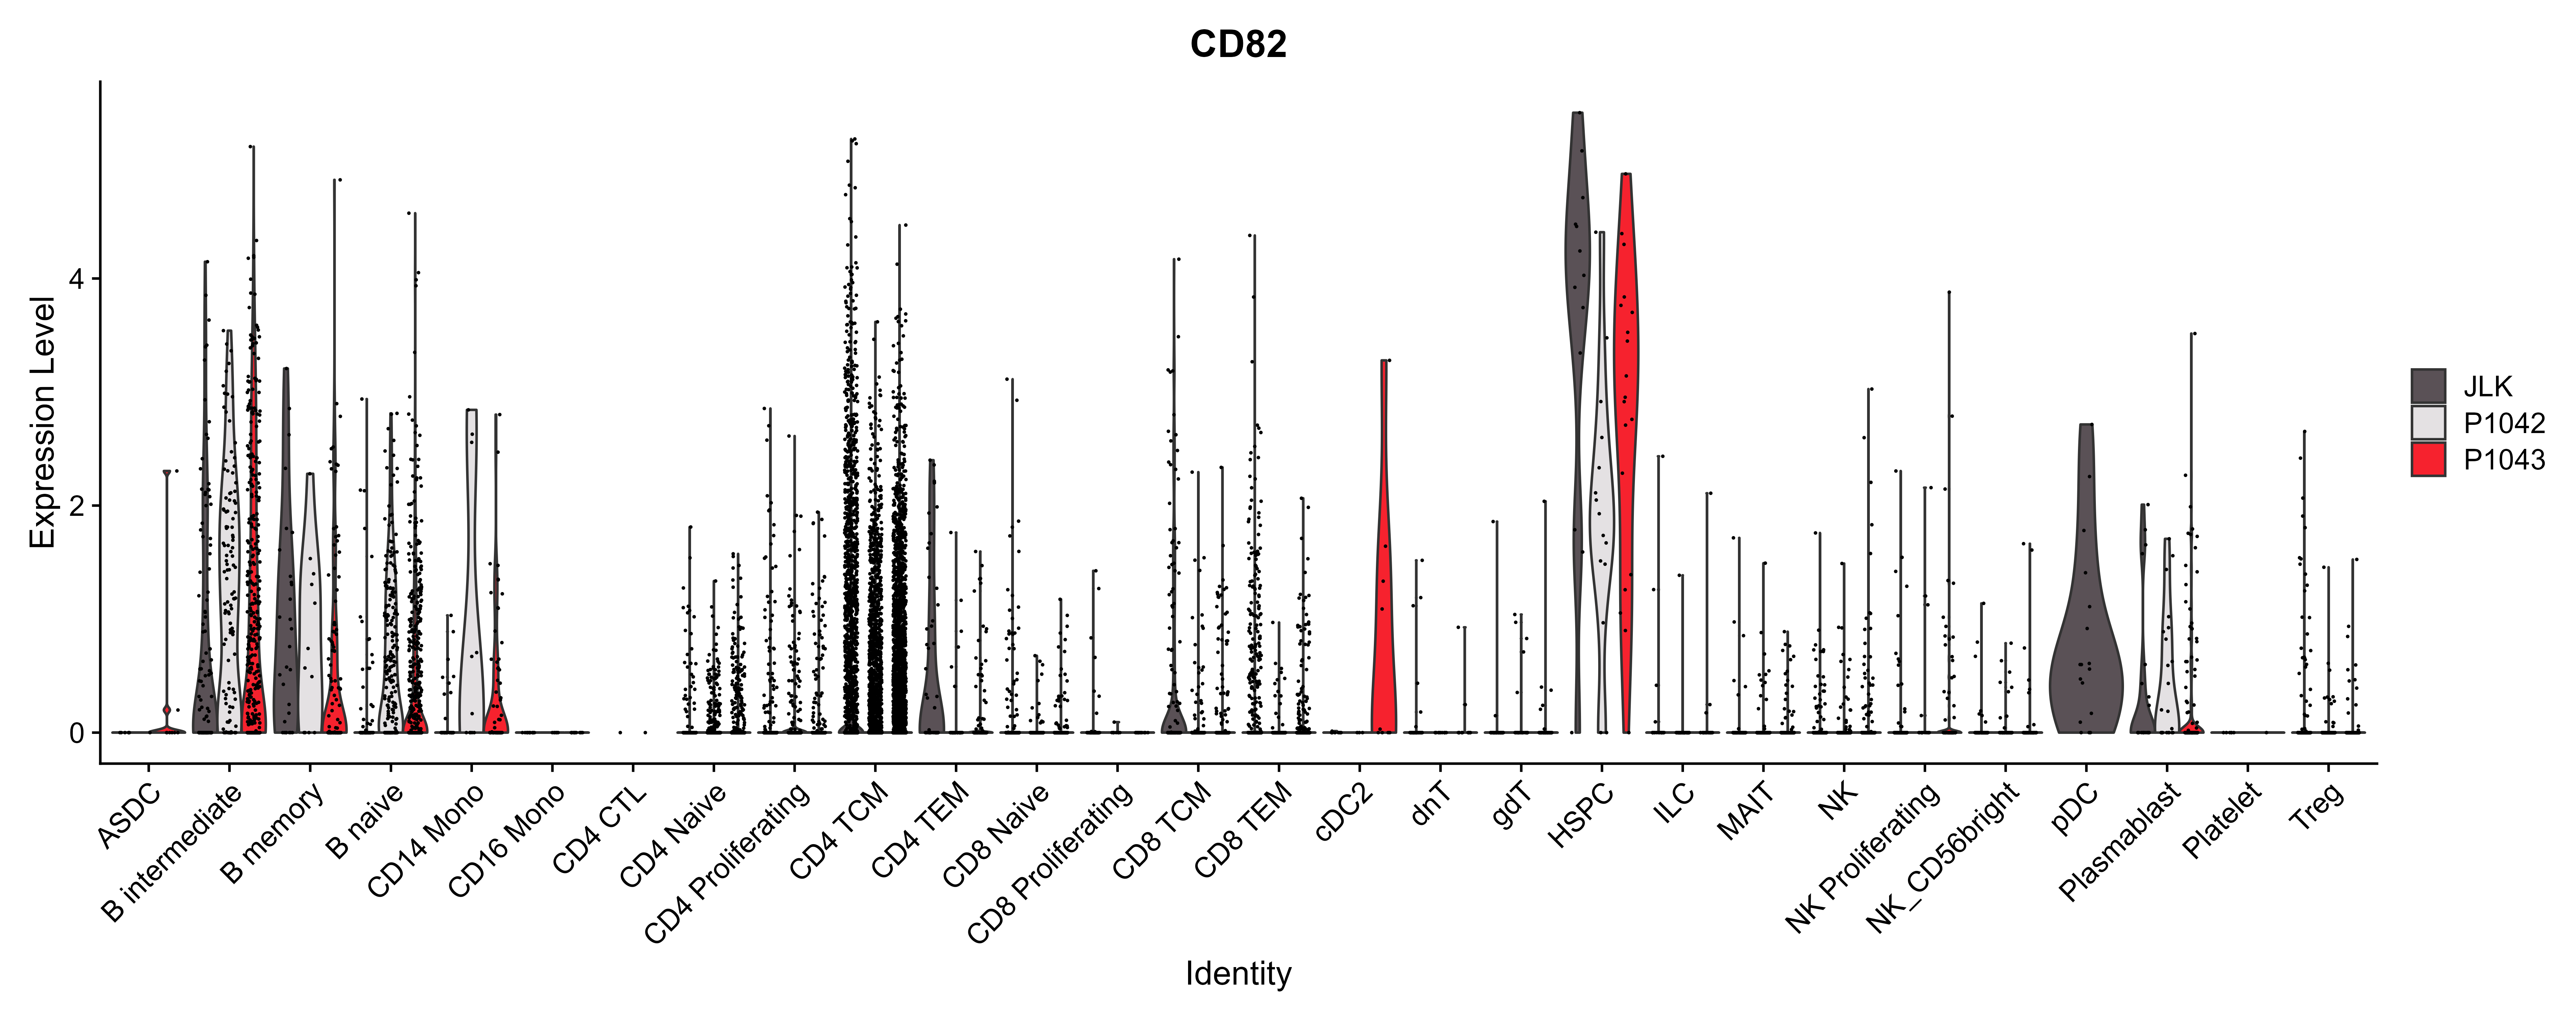 CD82
Expression Level
4
2
0
JLK
P1042
P1043
ASDC
B intermediate
B memory
B naive
CD14 Mono
CD16 Mono
CD4 CTL
CD4 Naive
CD4 Proliferating
CD4 TCM
CD4 TEM
CD8 Naive
CD8 Proliferating
CD8 TCM
CD8 TEM
cDC2
dnT
gdT
HSPC
ILC
MAIT
NK
NK Proliferating
NK_CD56bright
pDC
Plasmablast
Platelet
Treg
Identity